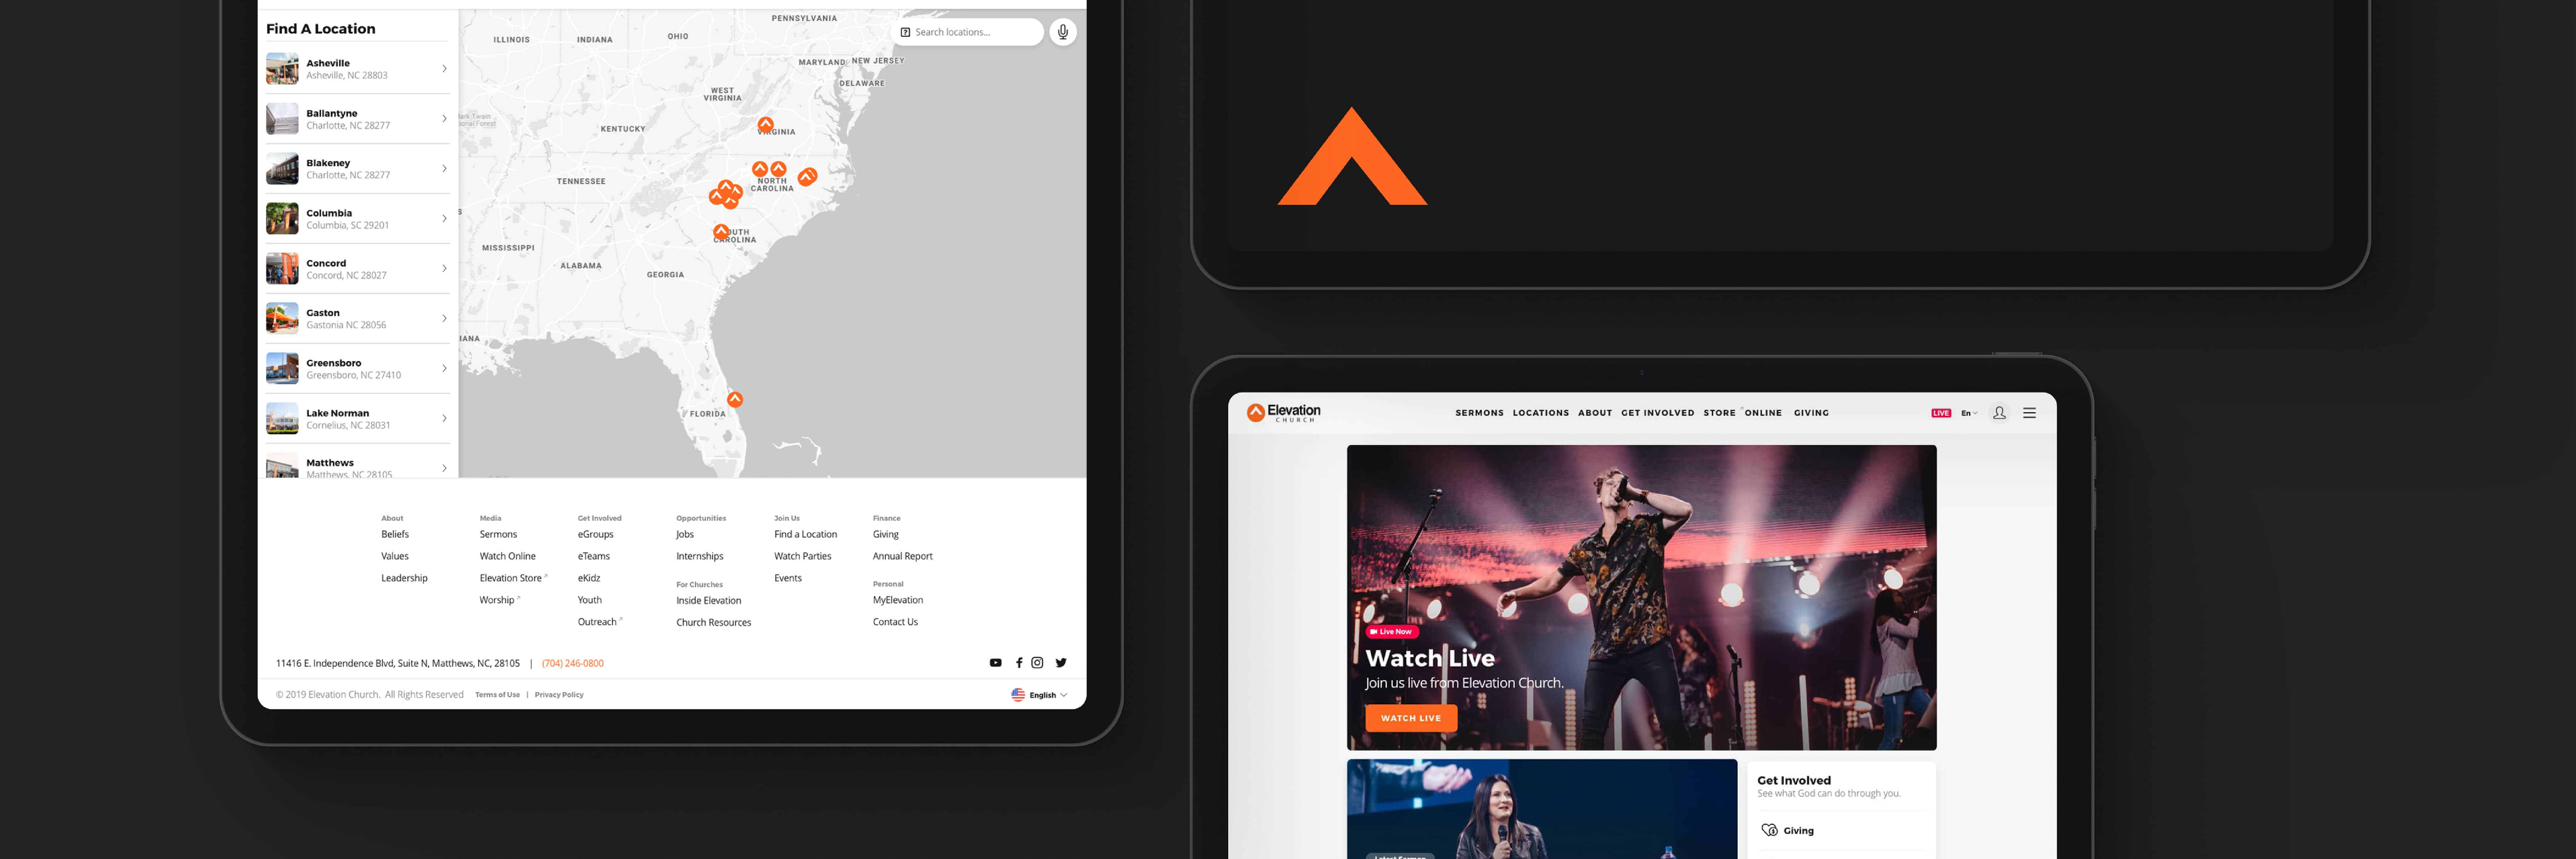 Find A Location
Asheville
Asheville, NC 28803
Ballantyne
Charlotte, NC 28277
Blakeney
Charlotte, NC 28277
Columbia
Columbia, SC 29201
Concord
Concord, NC 28027
Gaston
Gastonia NC 28056
Greensboro
Greensboro, NC 27410
Lake Norman
Cornelius, NC 28031
Matthews
Matthews, NC 28105
Search locations...
PENNSYLVANIA
ILLINOIS
INDIANA
OHIO
MARYLAND
NEW JERSEY
DELAWARE
WEST
VIRGINIA
KENTUCKY
VIRGINIA
TENNESSEE
NORTH
CAROLINA
SOUTH
CAROLINA
MISSISSIPPI
ALABAMA
GEORGIA
IANA
FLORIDA
About
Beliefs
Values
Leadership
Media
Sermons
Watch Online
Elevation Store
Worship
Get Involved
eGroups
eTeams
eKidz
Youth
Outreach
Opportunities
Jobs
Internships
For Churches
Inside Elevation
Church Resources
Join Us
Find a Location
Watch Parties
Events
Finance
Giving
Annual Report
Personal
MyElevation
Contact Us
11416 E. Independence Blvd, Suite N, Matthews, NC, 28105 | (704) 246-0800
© 2019 Elevation Church. All Rights Reserved Terms of Use | Privacy Policy
English
Elevation
CHURCH
SERMONS LOCATIONS ABOUT GET INVOLVED STORE ONLINE GIVING
LIVE En
Live Now
Watch Live
Join us live from Elevation Church.
WATCH LIVE
Get Involved
See what God can do through you.
Giving